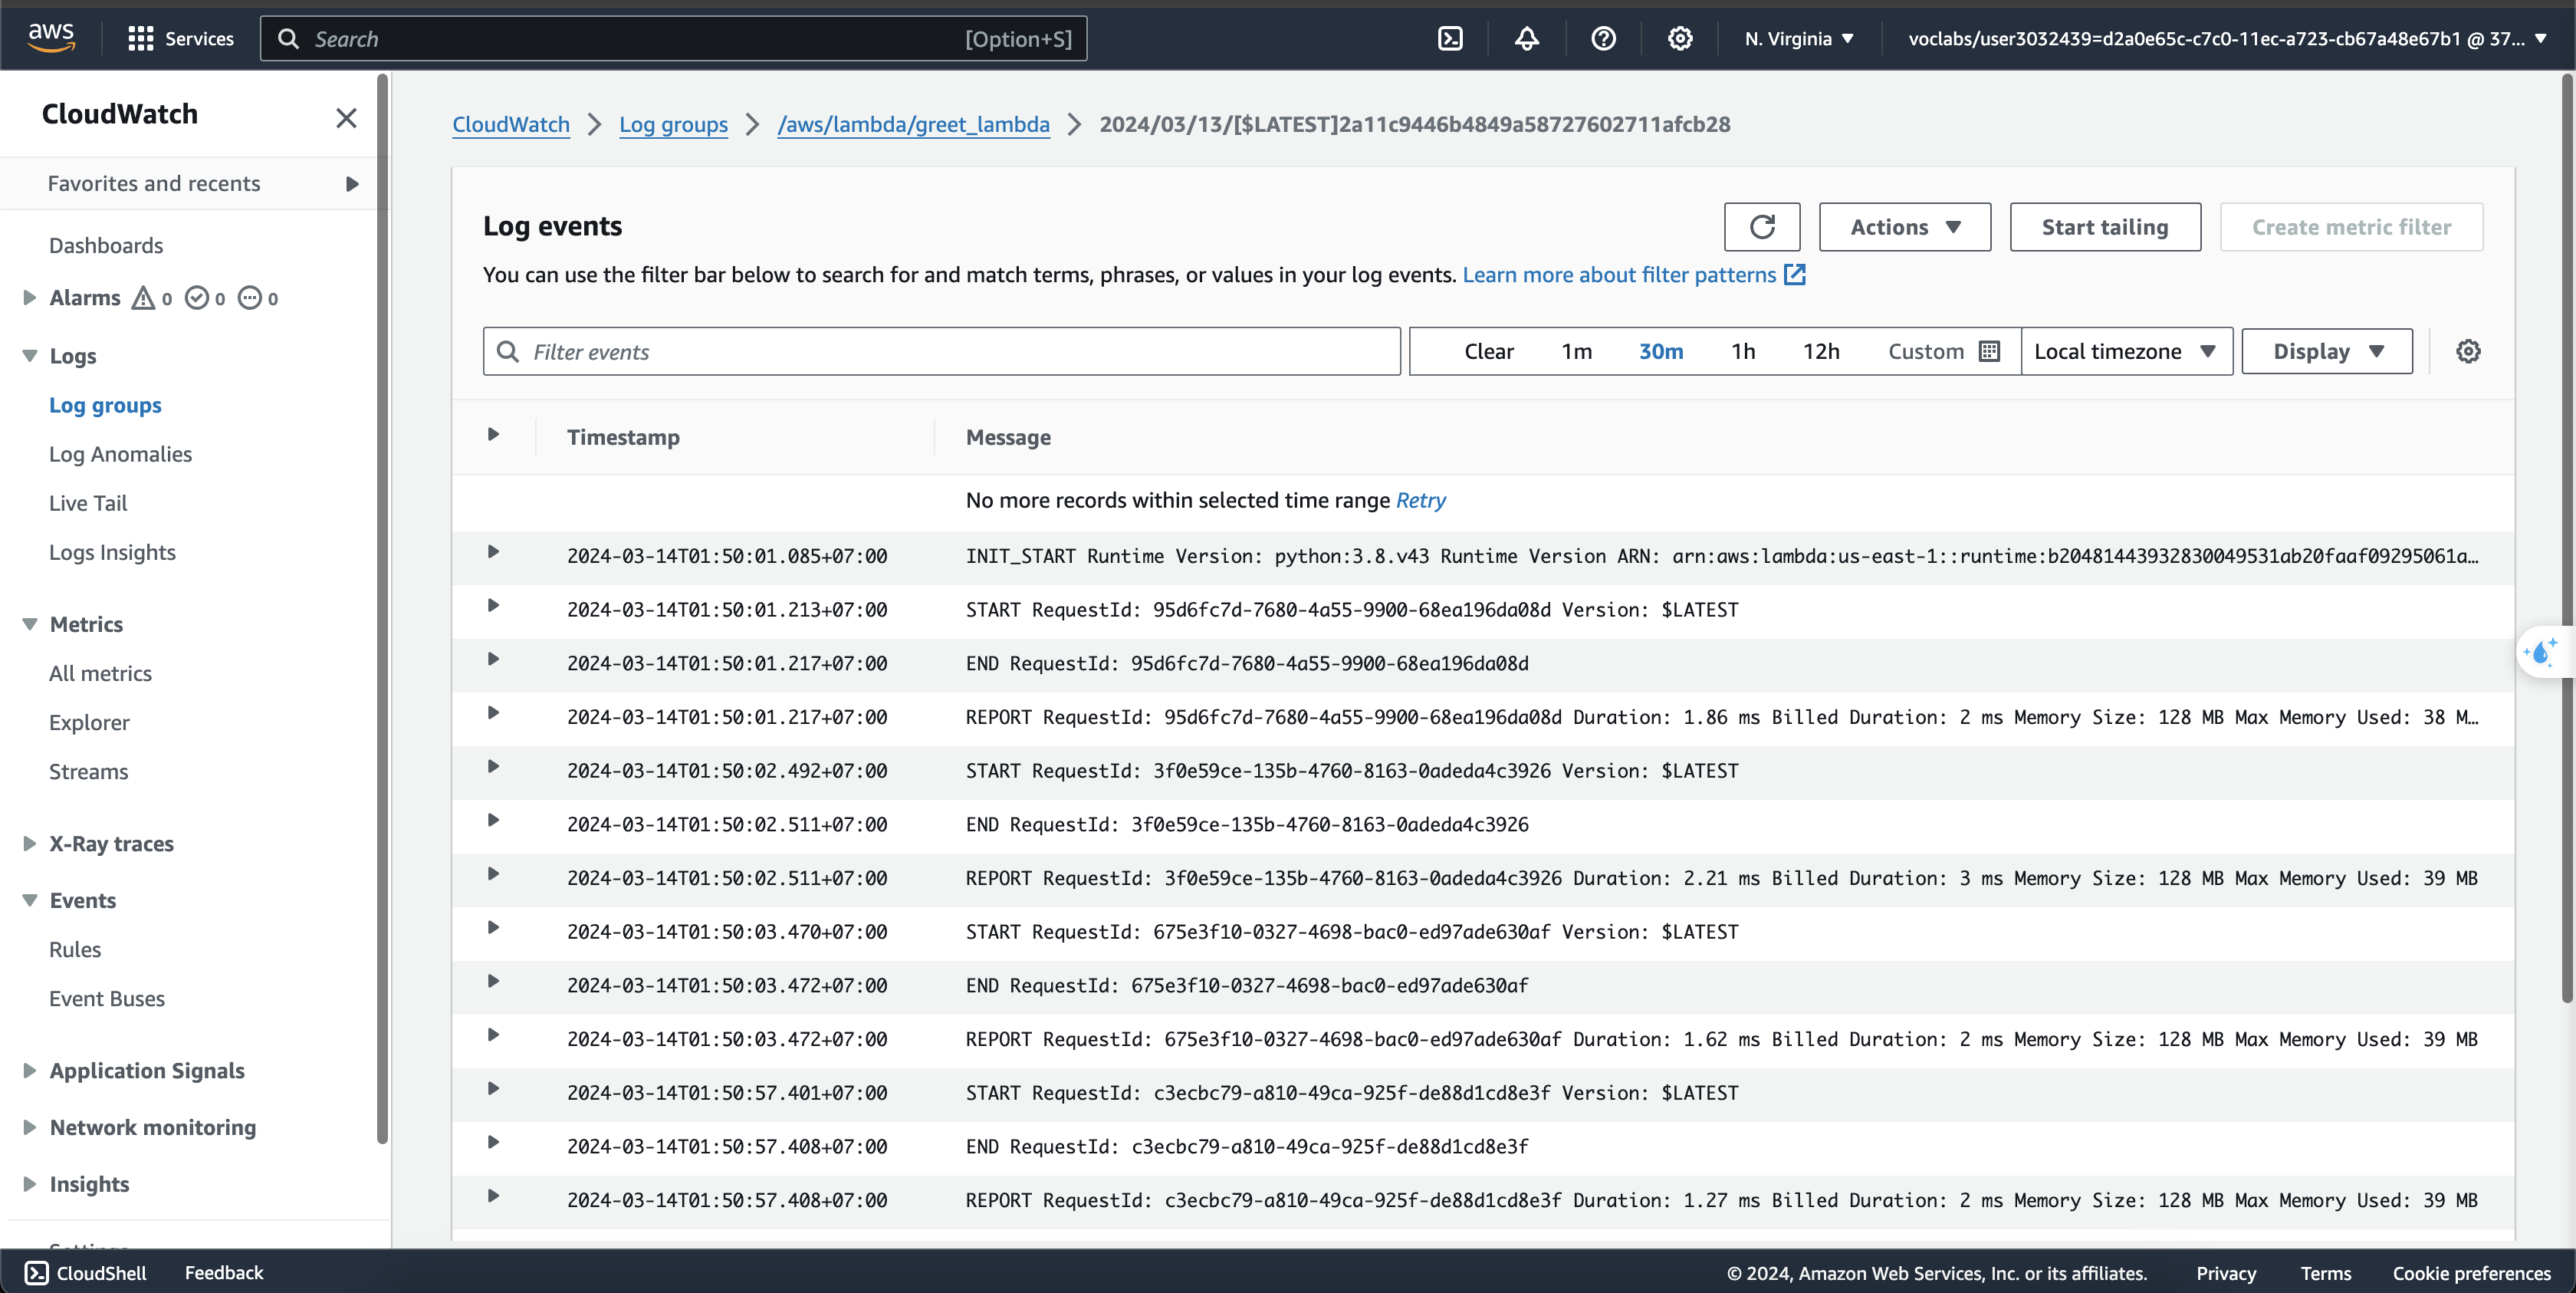 aws Services Search [Option+S] N. Virginia voclabs/user3032439=d2a0e65c-c7c0-11ec-a723-cb67a48e67b1 @ 37...
CloudWatch
Favorites and recents
Dashboards
Alarms 0 0 0
Logs
Log groups
Log Anomalies
Live Tail
Logs Insights
Metrics
All metrics
Explorer
Streams
X-Ray traces
Events
Rules
Event Buses
Application Signals
Network monitoring
Insights
Settings
CloudWatch Log groups /aws/lambda/greet_lambda 2024/03/13/[$LATEST]2a11c9446b4849a58727602711afcb28
Log events Actions Start tailing Create metric filter
You can use the filter bar below to search for and match terms, phrases, or values in your log events. Learn more about filter patterns
Filter events Clear 1m 30m 1h 12h Custom Local timezone Display
Timestamp Message
No more records within selected time range Retry
2024-03-14T01:50:01.085+07:00 INIT_START Runtime Version: python:3.8.v43 Runtime Version ARN: arn:aws:lambda:us-east-1::runtime:b20481443932830049531ab20faaf09295061a...
2024-03-14T01:50:01.213+07:00 START RequestId: 95d6fc7d-7680-4a55-9900-68ea196da08d Version: $LATEST
2024-03-14T01:50:01.217+07:00 END RequestId: 95d6fc7d-7680-4a55-9900-68ea196da08d
2024-03-14T01:50:01.217+07:00 REPORT RequestId: 95d6fc7d-7680-4a55-9900-68ea196da08d Duration: 1.86 ms Billed Duration: 2 ms Memory Size: 128 MB Max Memory Used: 38 M...
2024-03-14T01:50:02.492+07:00 START RequestId: 3f0e59ce-135b-4760-8163-0adeda4c3926 Version: $LATEST
2024-03-14T01:50:02.511+07:00 END RequestId: 3f0e59ce-135b-4760-8163-0adeda4c3926
2024-03-14T01:50:02.511+07:00 REPORT RequestId: 3f0e59ce-135b-4760-8163-0adeda4c3926 Duration: 2.21 ms Billed Duration: 3 ms Memory Size: 128 MB Max Memory Used: 39 MB
2024-03-14T01:50:03.470+07:00 START RequestId: 675e3f10-0327-4698-bac0-ed97ade630af Version: $LATEST
2024-03-14T01:50:03.472+07:00 END RequestId: 675e3f10-0327-4698-bac0-ed97ade630af
2024-03-14T01:50:03.472+07:00 REPORT RequestId: 675e3f10-0327-4698-bac0-ed97ade630af Duration: 1.62 ms Billed Duration: 2 ms Memory Size: 128 MB Max Memory Used: 39 MB
2024-03-14T01:50:57.401+07:00 START RequestId: c3ecbc79-a810-49ca-925f-de88d1cd8e3f Version: $LATEST
2024-03-14T01:50:57.408+07:00 END RequestId: c3ecbc79-a810-49ca-925f-de88d1cd8e3f
2024-03-14T01:50:57.408+07:00 REPORT RequestId: c3ecbc79-a810-49ca-925f-de88d1cd8e3f Duration: 1.27 ms Billed Duration: 2 ms Memory Size: 128 MB Max Memory Used: 39 MB
CloudShell Feedback © 2024, Amazon Web Services, Inc. or its affiliates. Privacy Terms Cookie preferences